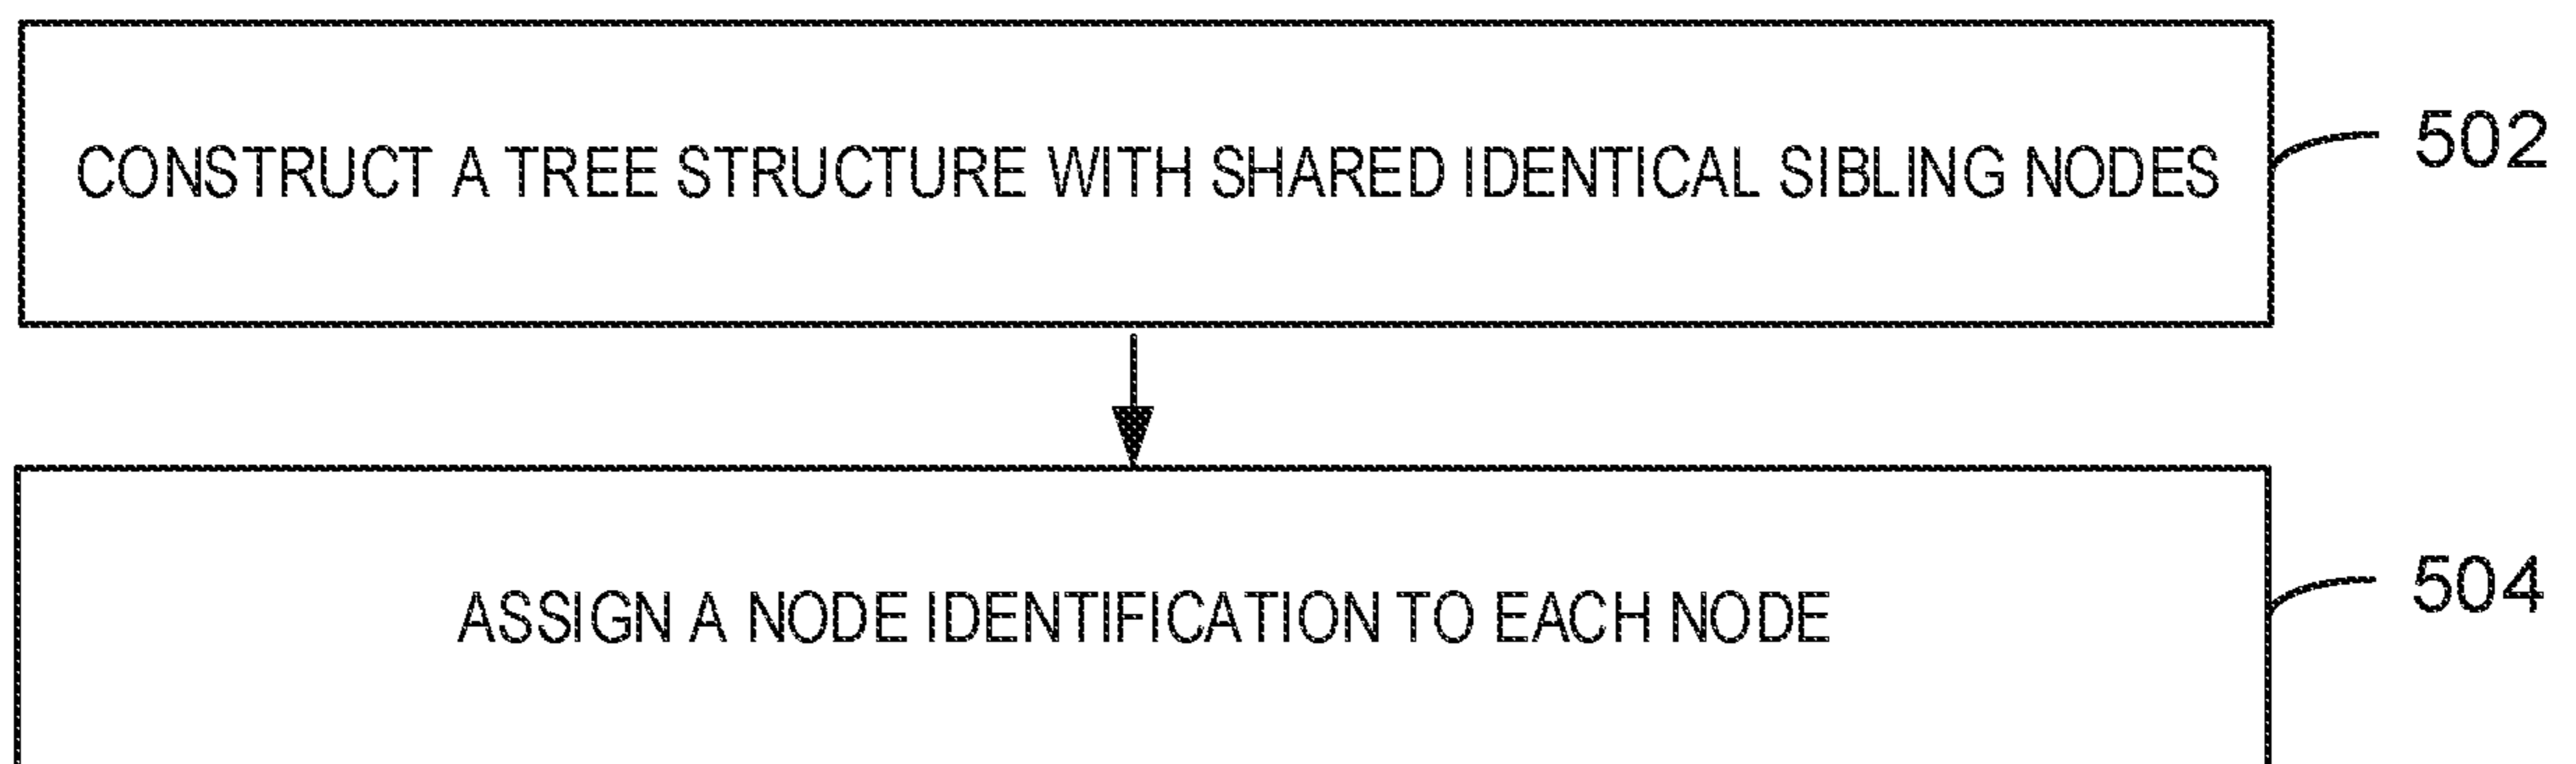 CONSTRUCT A TREE STRUCTURE WITH SHARED IDENTICAL SIBLING NODES
502
ASSIGN A NODE IDENTIFICATION TO EACH NODE
504